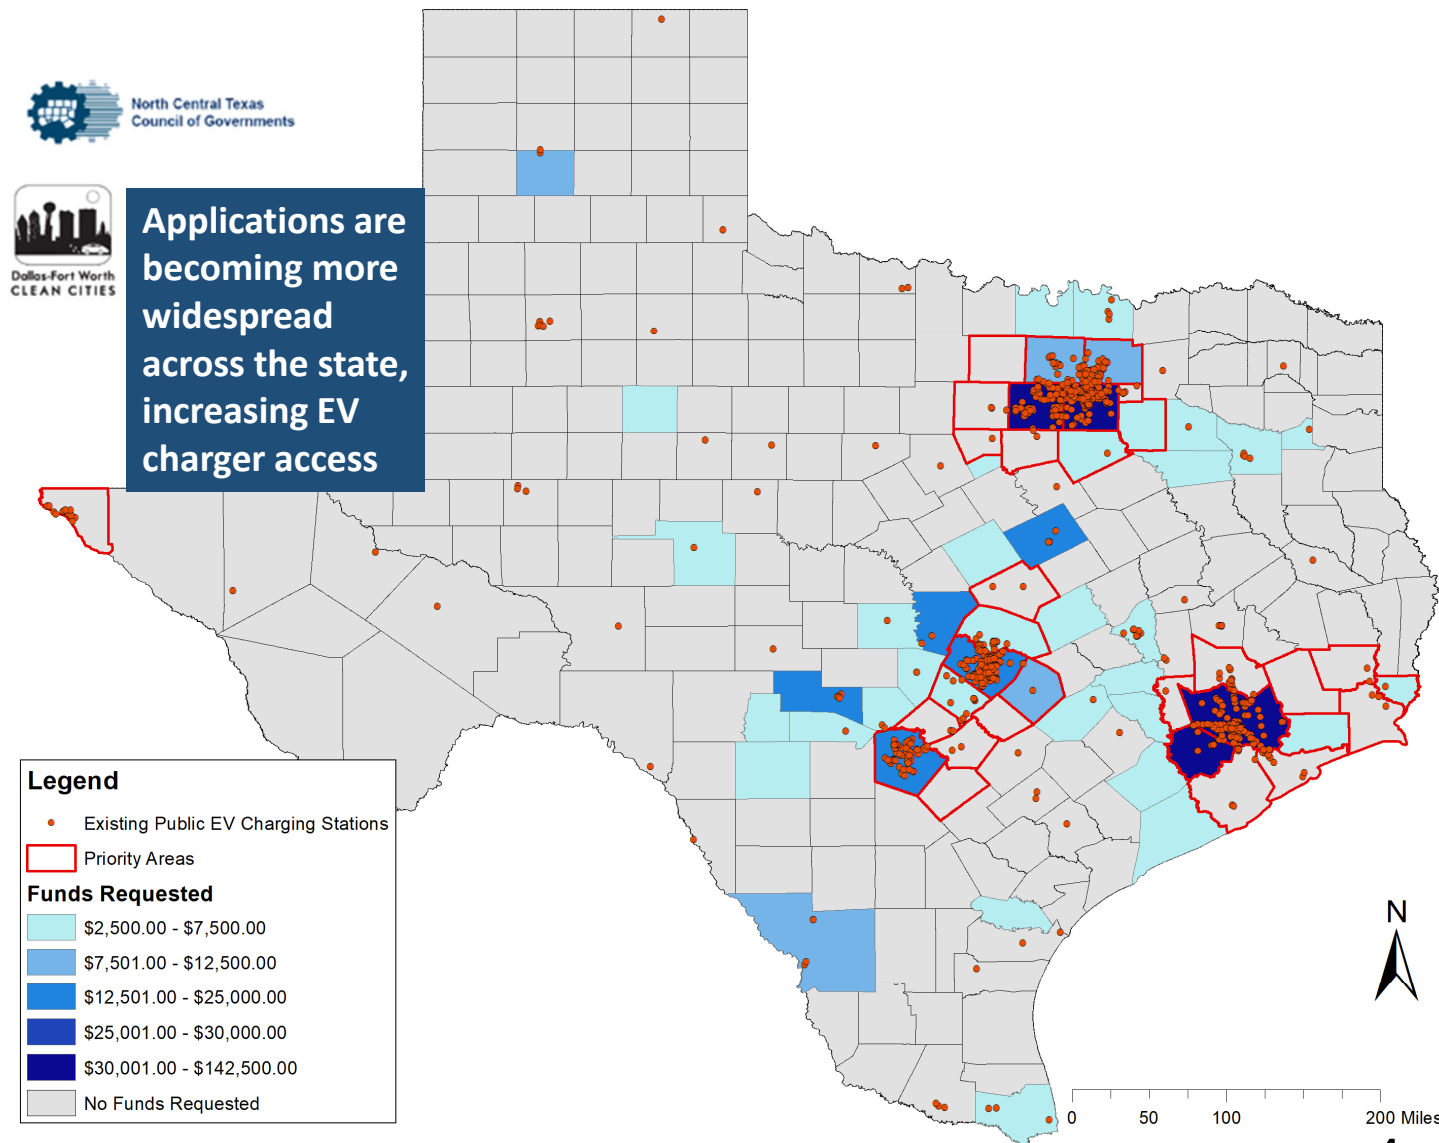 North Central Texas
Council of Governments
Dallas-Fort Worth
CLEAN CITIES
Applications are
becoming more
widespread
across the state,
increasing EV
charger access
Legend
Existing Public EV Charging Stations
Priority Areas
Funds Requested
$2,500.00 - $7,500.00
$7,501.00 - $12,500.00
$12,501.00 - $25,000.00
$25,001.00 - $30,000.00
$30,001.00 - $142,500.00
No Funds Requested
N
0 50 100 200 Miles